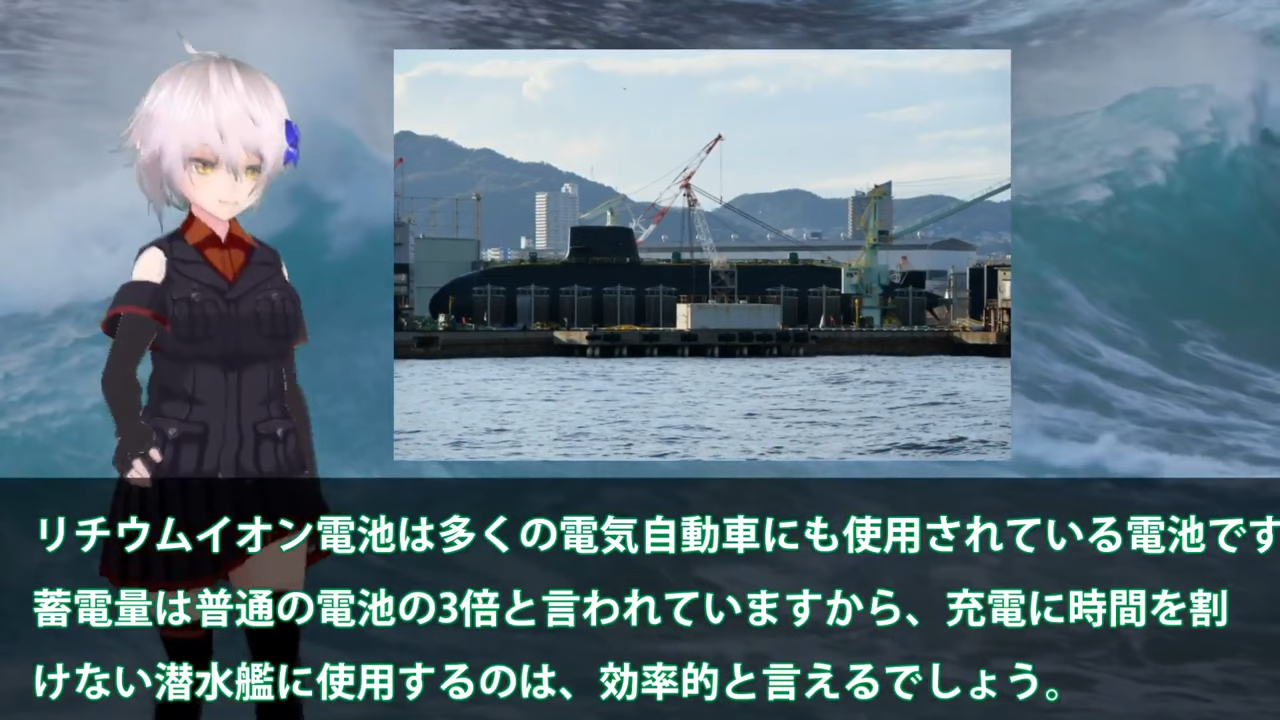 リチウムイオン電池は多くの電気自動車にも使用されている電池です
蓄電量は普通の電池の3倍と言われていますから、充電に時間を割
けない潜水艦に使用するのは、効率的と言えるでしょう。